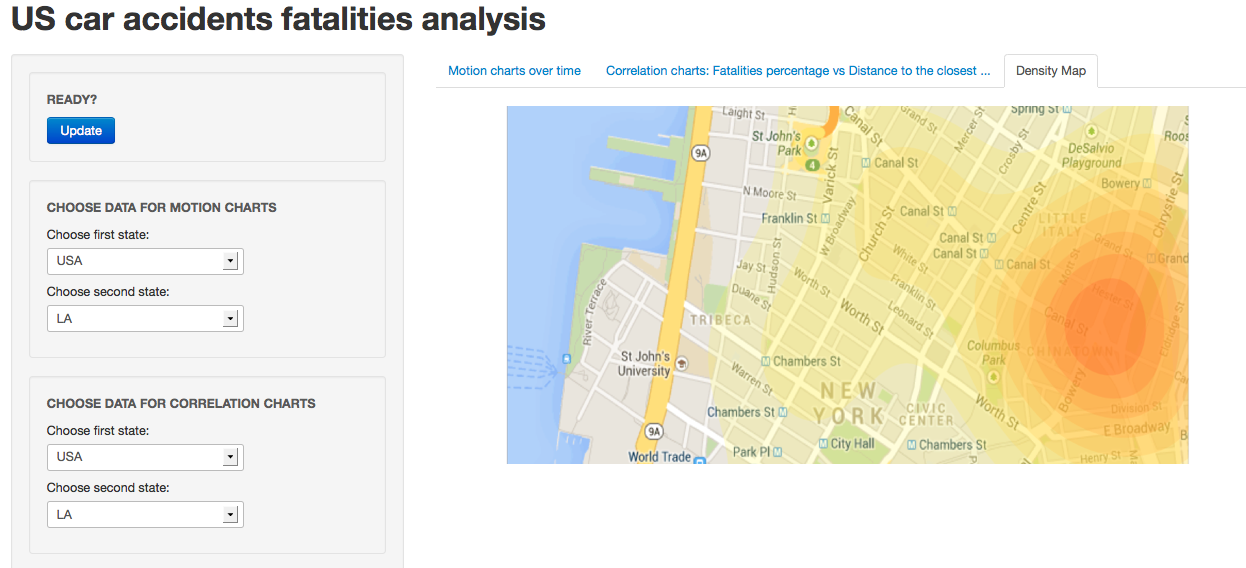 US car accidents fatalities analysis
READY?
Update
CHOOSE DATA FOR MOTION CHARTS
Choose first state:
USA
Choose second state:
LA
CHOOSE DATA FOR CORRELATION CHARTS
Choose first state:
USA
Choose second state:
LA
Motion charts over time
Correlation charts: Fatalities percentage vs Distance to the closest ...
Density Map
Laight St
Canal St
Grand St
Mercer St
Spring St M
Crosby St
Roos
St John's
Park
4
9A
Varick St
M Canal St
DeSalvio
Playground
Bowery M
Chrystie St
N Moore St
Franklin St M
W Broadway
Church St
Canal St M
Centre St
LITTLE
ITALY
Canal St M
Canal St M
M Canal St
Grand St
M Grand
Mott St
Hudson St
White St
Jay St
Worth St
Franklin St
Duane St
Hester St
River Terrace
TRIBECA
Worth St
Leonard St
Canal St
Eldridge St
St John's
University
M Chambers St
Columbus
Park
CHINATOWN
Warren St
Bowery
NEW
YORK
CIVIC
CENTER
Worth St
Division St
Chambers St M
E Broadway
B
9A
M City Hall
M Chambers St
World Trade
Park Pl M
Henry St